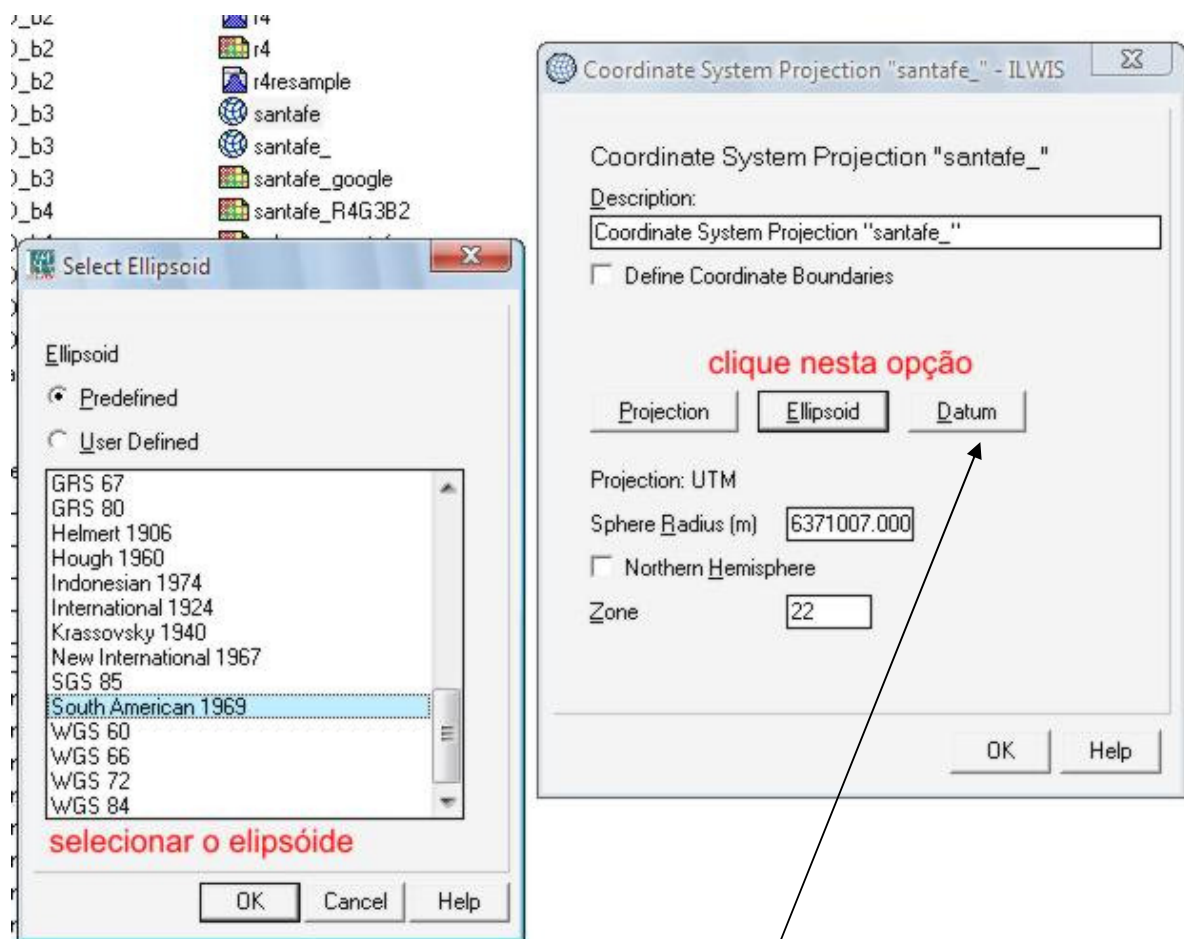 _b2
r4
_b2
r4
_b2
r4resample
_b3
santafe
_b3
santafe_
_b3
santafe_google
_b4
santafe_R4G3B2
Select Ellipsoid
Ellipsoid
Predefined
User Defined
GRS 67
GRS 80
Helmert 1906
Hough 1960
Indonesian 1974
International 1924
Krassovsky 1940
New International 1967
SGS 85
South American 1969
WGS 60
WGS 66
WGS 72
WGS 84
selecionar o elipsóide
OK
Cancel
Help
Coordinate System Projection "santafe_" - ILWIS
Coordinate System Projection "santafe_"
Description:
Coordinate System Projection "santafe_"
Define Coordinate Boundaries
clique nesta opção
Projection
Ellipsoid
Datum
Projection: UTM
Sphere Radius (m)
6371007.000
Northern Hemisphere
Zone
22
OK
Help